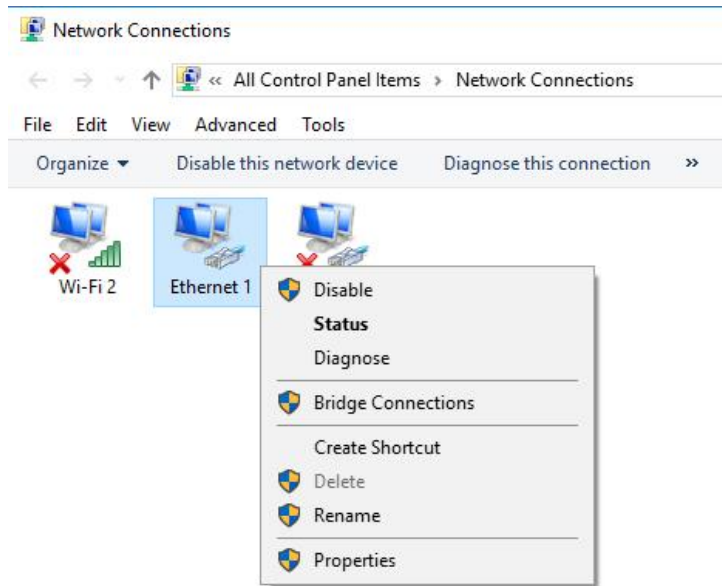 Network Connections
« All Control Panel Items > Network Connections
File Edit View Advanced Tools
Organize Disable this network device Diagnose this connection »
Wi-Fi 2 Ethernet 1
Disable
Status
Diagnose
Bridge Connections
Create Shortcut
Delete
Rename
Properties